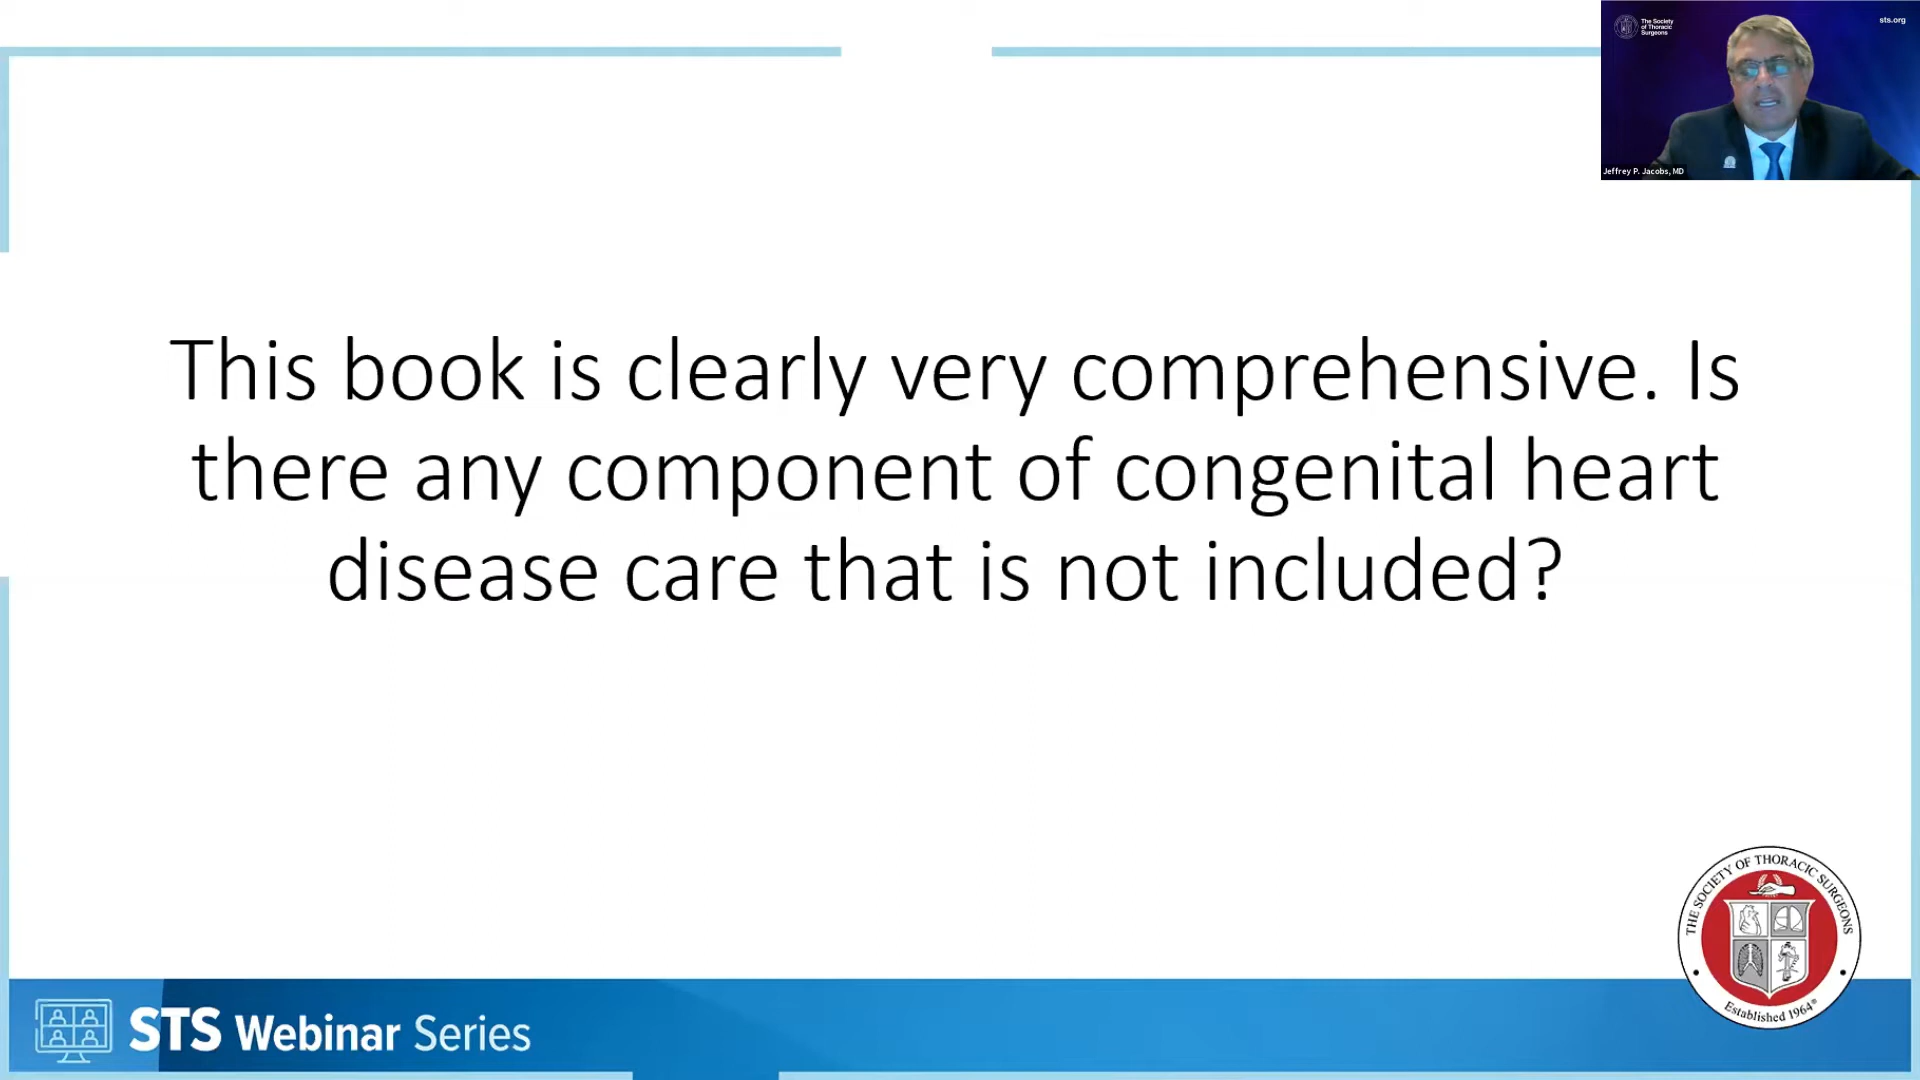 The Society
of Thoracic
Surgeons
sts.org
Jeffrey P. Jacobs, MD
This book is clearly very comprehensive. Is
there any component of congenital heart
disease care that is not included?
THE SOCIETY OF THORACIC SURGEONS
Established 1964®
STS Webinar Series